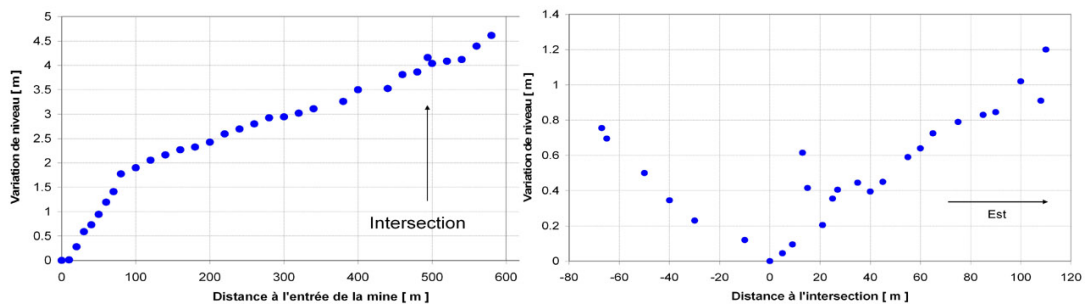 Variation de niveau [ m ]
5
4.5
4
3.5
3
2.5
2
1.5
1
0.5
0
Intersection
0 100 200 300 400 500 600
Distance à l'entrée de la mine [ m ]
Variation de niveau [ m ]
1.4
1.2
1
0.8
0.6
0.4
0.2
0
Est
-80 -60 -40 -20 0 20 40 60 80 100 120
Distance à l'intersection [ m ]